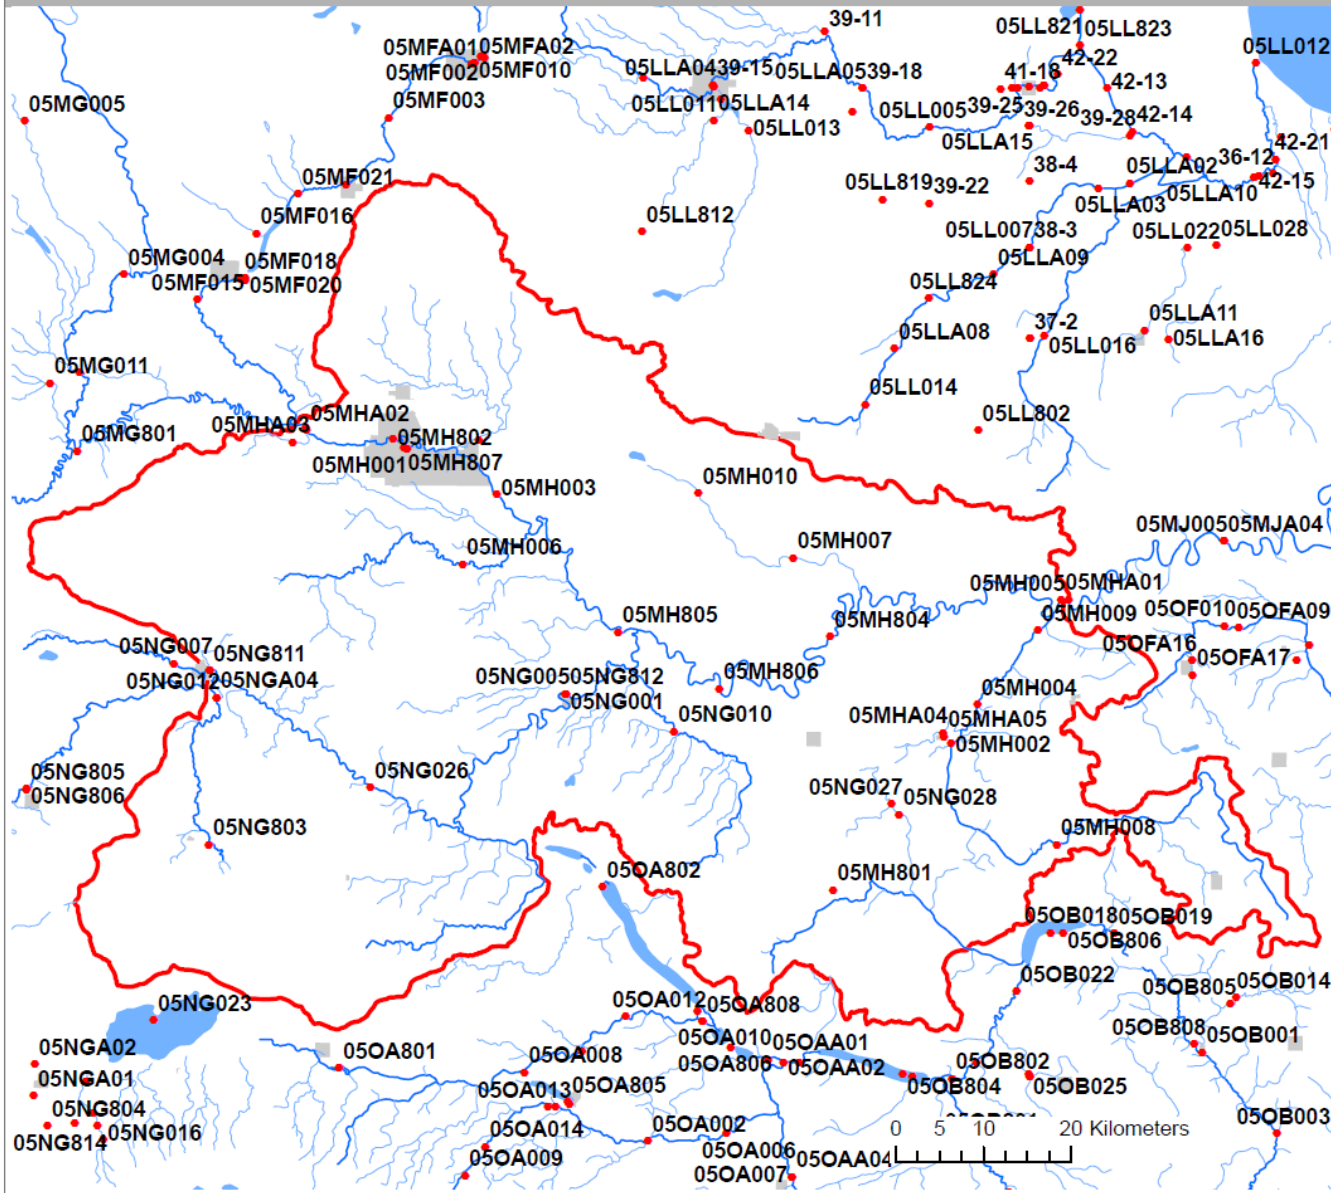 39-11
05LL821 05LL823
05MFA01 05MFA02
05LL012
05MF002 05MF010
05LLA04 39-15 05LLA05 39-18
42-22
41-18
42-13
05MG005
05MF003
05LL011 05LLA14
05LL005 39-25 39-26 39-28 42-14
05LL013
05LLA15
42-21
36-12
05MF021
38-4
05LLA02
05LL819 39-22
05LLA10 42-15
05LLA03
05MF016
05LL812
05LL007 38-3
05LL022 05LL028
05MG004
05MF018
05LLA09
05MF015 05MF020
05LL824
05LLA11
37-2
05LLA08
05LL016
05LLA16
05MG011
05LL014
05MHA02
05MHA03
05LL802
05MG801
05MH802
05MH001 05MH807
05MH010
05MH003
05MJ005 05MJA04
05MH006
05MH007
05MH005 05MHA01
05MH009 05OF010 05OFA09
05MH805
05MH804
05NG007
05NG811
05OFA16
05OFA17
05NG012 05NGA04
05NG005 05NG812
05MH806
05MH004
05NG001
05NG010
05MHA04 05MHA05
05MH002
05NG805
05NG026
05NG027
05NG806
05NG028
05NG803
05MH008
05OA802
05MH801
05OB018 05OB019
05OB806
05OB022
05OB805 05OB014
05NG023
05OA012 05OA808
05OB808
05OB001
05NGA02
05OA801
05OA008
05OA010 05OAA01
05OA806 05OAA02
05OB802
05NGA01
05OA013 05OA805
05OB804
05OB025
05NG804
05NG016
05OA014
05OA002
05OB003
05NG814
05OA009
05OA006
05OA007
05OAA04
0 5 10 20 Kilometers